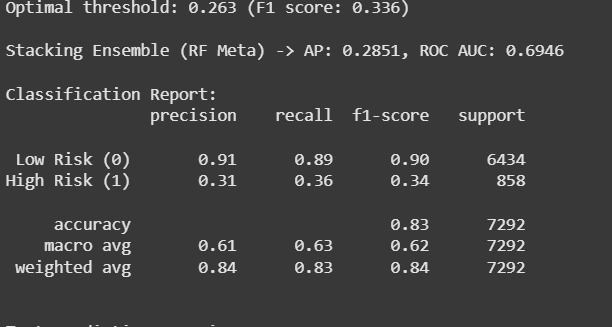 Optimal threshold: 0.263 (F1 score: 0.336)
Stacking Ensemble (RF Meta) -> AP: 0.2851, ROC AUC: 0.6946
Classification Report:
precision recall f1-score support
Low Risk (0) 0.91 0.89 0.90 6434
High Risk (1) 0.31 0.36 0.34 858
accuracy 0.83 7292
macro avg 0.61 0.63 0.62 7292
weighted avg 0.84 0.83 0.84 7292